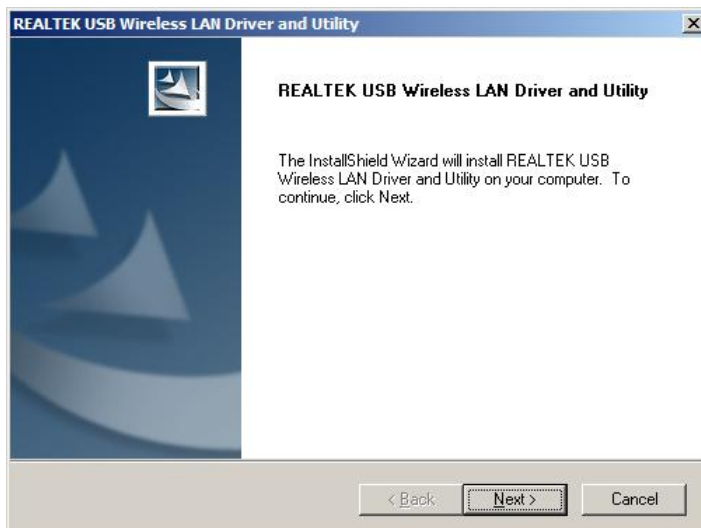 REALTEK USB Wireless LAN Driver and Utility
REALTEK USB Wireless LAN Driver and Utility
The InstallShield Wizard will install REALTEK USB
Wireless LAN Driver and Utility on your computer.  To
continue, click Next.
< Back
Next >
Cancel